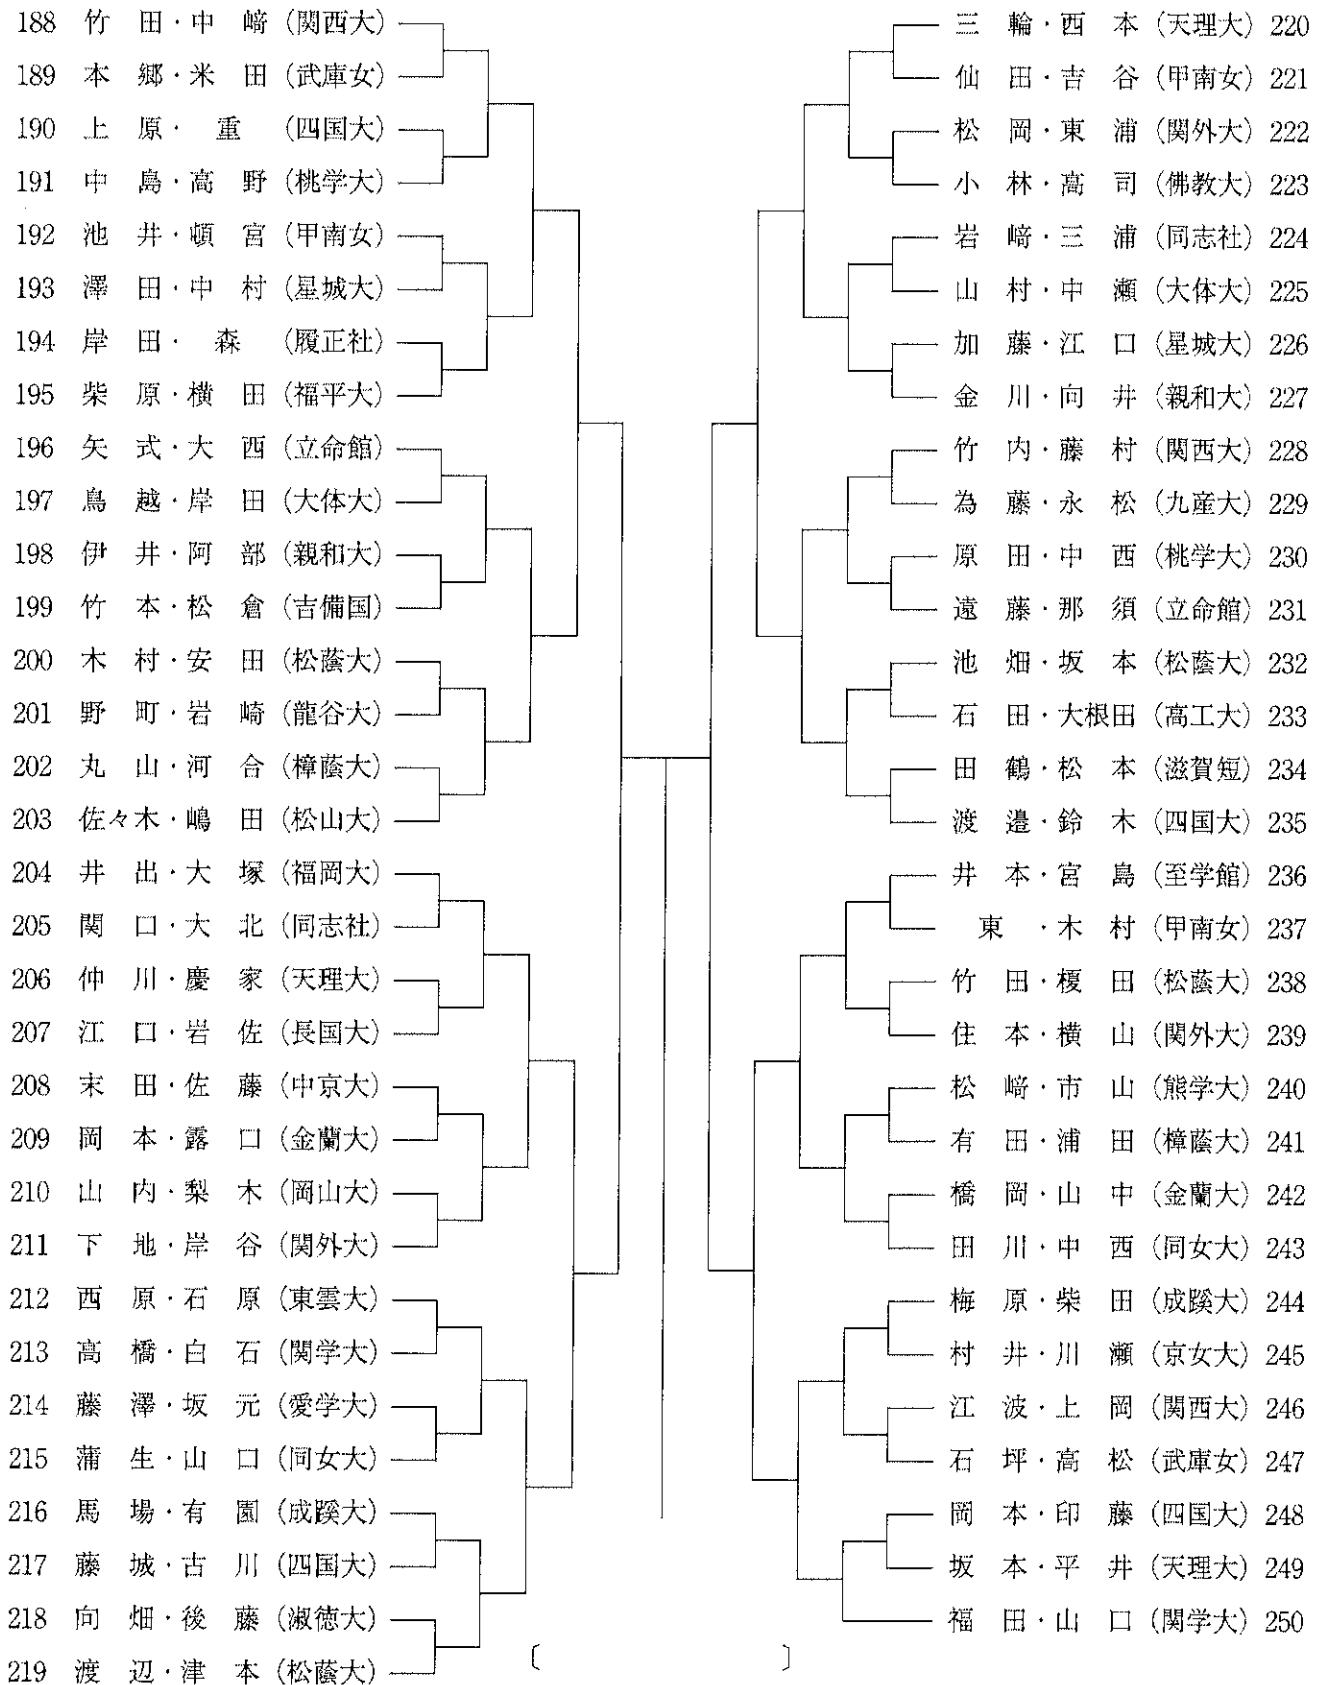 188 竹田・中﨑 (関西大)
189 本郷・米田 (武庫女)
190 上原・重 (四国大)
191 中島・高野 (桃学大)
192 池井・頓宮 (甲南女)
193 澤田・中村 (星城大)
194 岸田・森 (履正社)
195 柴原・横田 (福平大)
196 矢式・大西 (立命館)
197 鳥越・岸田 (大体大)
198 伊井・阿部 (親和大)
199 竹本・松倉 (吉備国)
200 木村・安田 (松蔭大)
201 野町・岩崎 (龍谷大)
202 丸山・河合 (樟蔭大)
203 佐々木・嶋田 (松山大)
204 井出・大塚 (福岡大)
205 関口・大北 (同志社)
206 仲川・慶家 (天理大)
207 江口・岩佐 (長国大)
208 末田・佐藤 (中京大)
209 岡本・露口 (金蘭大)
210 山内・梨木 (岡山大)
211 下地・岸谷 (関外大)
212 西原・石原 (東雲大)
213 高橋・白石 (関学大)
214 藤澤・坂元 (愛学大)
215 蒲生・山口 (同女大)
216 馬場・有園 (成蹊大)
217 藤城・古川 (四国大)
218 向畑・後藤 (淑徳大)
219 渡辺・津本 (松蔭大)
三輪・西本 (天理大) 220
仙田・吉谷 (甲南女) 221
松岡・東浦 (関外大) 222
小林・高司 (佛教大) 223
岩﨑・三浦 (同志社) 224
山村・中瀬 (大体大) 225
加藤・江口 (星城大) 226
金川・向井 (親和大) 227
竹内・藤村 (関西大) 228
為藤・永松 (九産大) 229
原田・中西 (桃学大) 230
遠藤・那須 (立命館) 231
池畑・坂本 (松蔭大) 232
石田・大根田 (高工大) 233
田鶴・松本 (滋賀短) 234
渡邉・鈴木 (四国大) 235
井本・宮島 (至学館) 236
東・木村 (甲南女) 237
竹田・榎田 (松蔭大) 238
住本・横山 (関外大) 239
松﨑・市山 (熊学大) 240
有田・浦田 (樟蔭大) 241
橋岡・山中 (金蘭大) 242
田川・中西 (同女大) 243
梅原・柴田 (成蹊大) 244
村井・川瀬 (京女大) 245
江波・上岡 (関西大) 246
石坪・高松 (武庫女) 247
岡本・印藤 (四国大) 248
坂本・平井 (天理大) 249
福田・山口 (関学大) 250
〔 〕